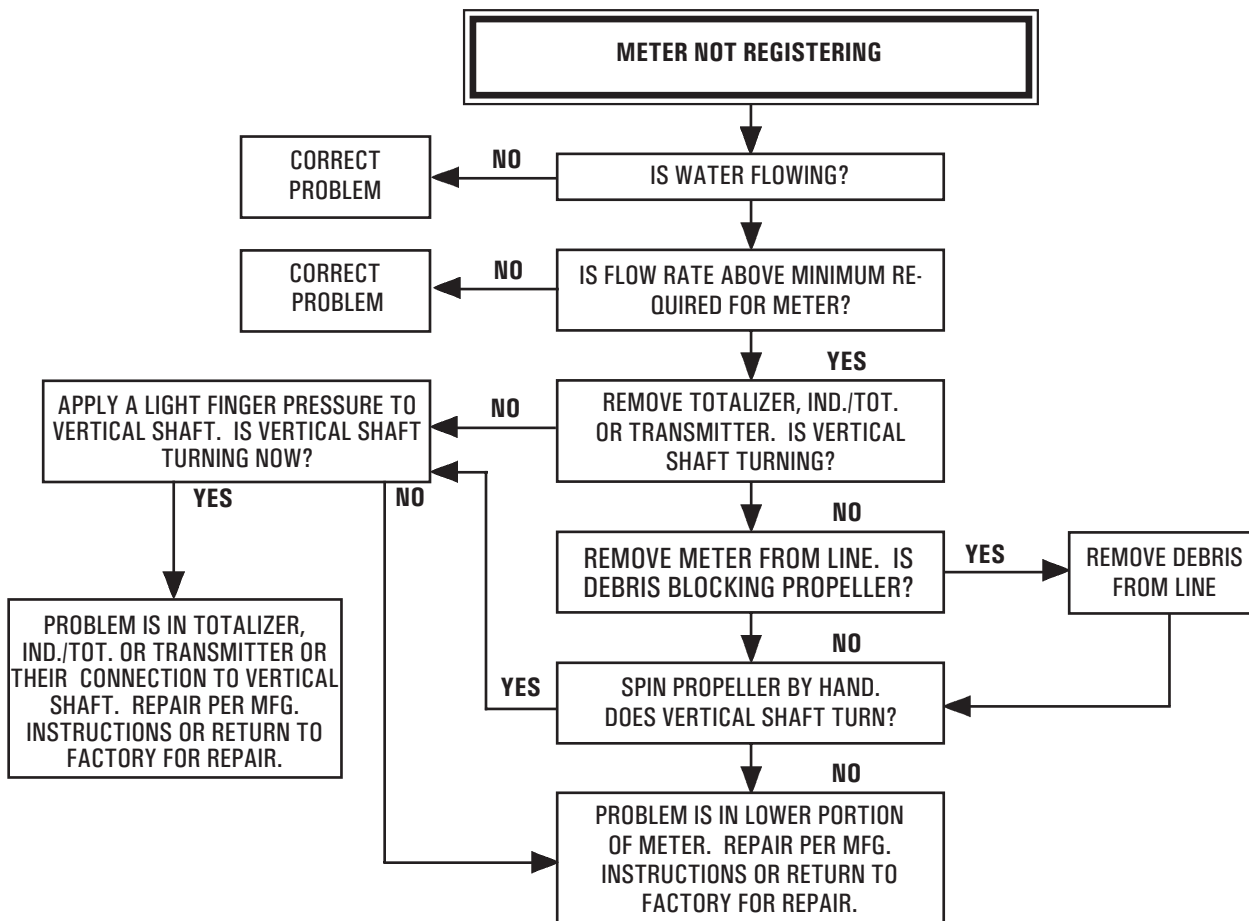 METER NOT REGISTERING
CORRECT
PROBLEM
NO
IS WATER FLOWING?
CORRECT
PROBLEM
NO
IS FLOW RATE ABOVE MINIMUM RE-
QUIRED FOR METER?
YES
APPLY A LIGHT FINGER PRESSURE TO
VERTICAL SHAFT. IS VERTICAL SHAFT
TURNING NOW?
NO
REMOVE TOTALIZER, IND./TOT.
OR TRANSMITTER. IS VERTICAL
SHAFT TURNING?
YES
NO
NO
REMOVE METER FROM LINE. IS
DEBRIS BLOCKING PROPELLER?
YES
REMOVE DEBRIS
FROM LINE
PROBLEM IS IN TOTALIZER,
IND./TOT. OR TRANSMITTER OR
THEIR CONNECTION TO VERTICAL
SHAFT. REPAIR PER MFG.
INSTRUCTIONS OR RETURN TO
FACTORY FOR REPAIR.
NO
YES
SPIN PROPELLER BY HAND.
DOES VERTICAL SHAFT TURN?
NO
PROBLEM IS IN LOWER PORTION
OF METER. REPAIR PER MFG.
INSTRUCTIONS OR RETURN TO
FACTORY FOR REPAIR.